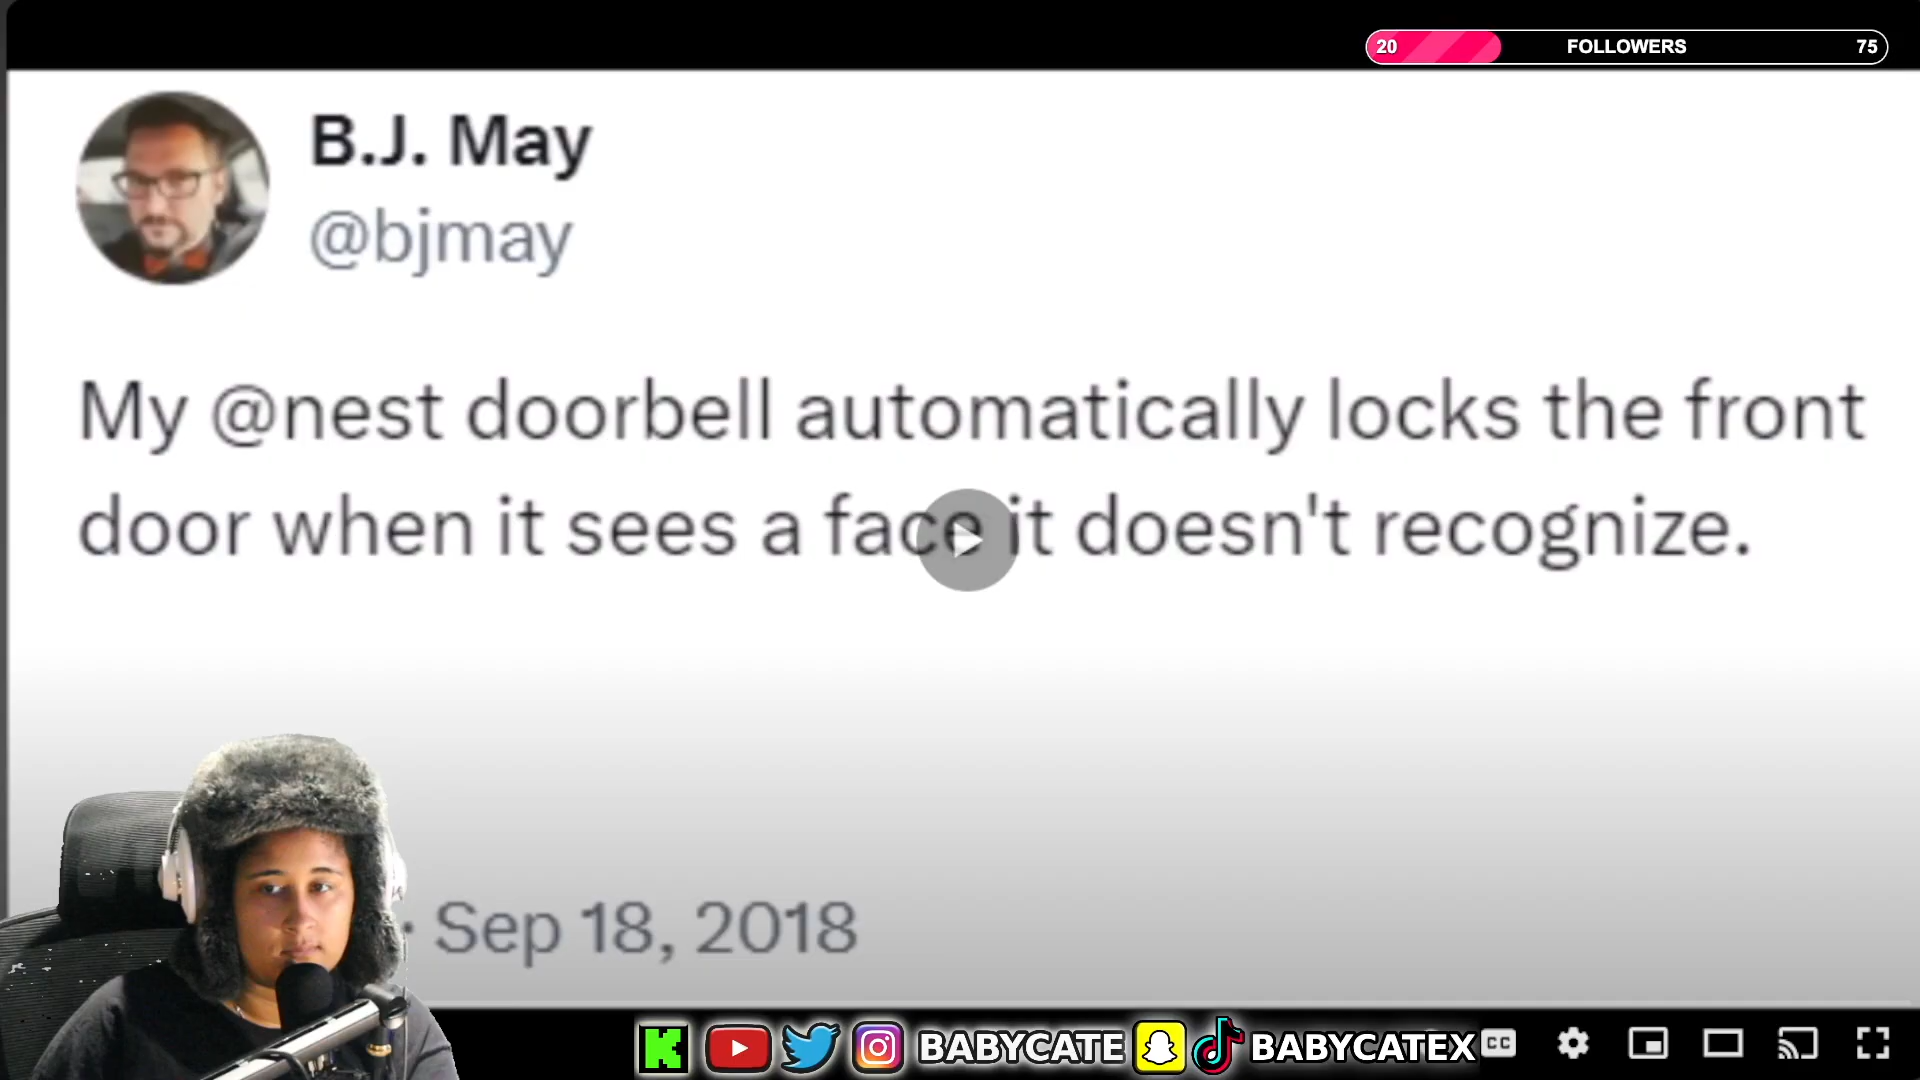 20 FOLLOWERS 75
B.J. May
@bjmay
My @nest doorbell automatically locks the front
door when it sees a face it doesn't recognize.
· Sep 18, 2018
BABYCATE BABYCATEX CC